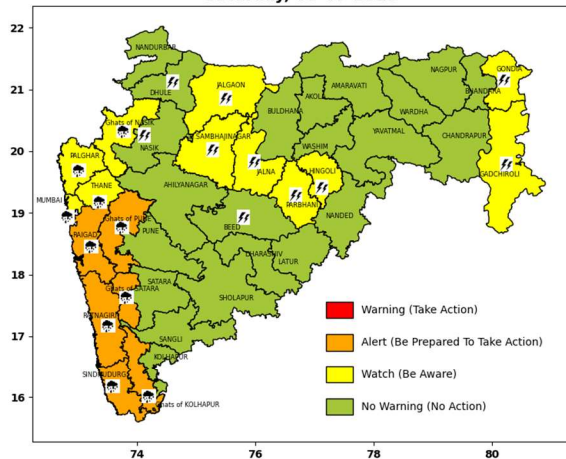 22
21
20
19
18
17
16
74
76
78
80
NANDURBAR
DHULE
JALGAON
BULDHANA
AKOLA
AMARAVATI
NAGPUR
GONDIA
BHANDARA
WARDHA
Ghats of NASIK
NASIK
SAMBHAJINAGAR
WASHIM
YAVATMAL
CHANDRAPUR
PALGHAR
THANE
MUMBAI
AHILYANAGAR
JALNA
HINGOLI
PARBHANI
GADCHIROLI
Ghats of PUNE
PUNE
BEED
NANDED
RAIGAD
DHARASHIV
LATUR
Ghats of SATARA
SATARA
SHOLAPUR
RATNAGIRI
SANGLI
KOLHAPUR
SINDHUDURG
Ghats of KOLHAPUR
Warning (Take Action)
Alert (Be Prepared To Take Action)
Watch (Be Aware)
No Warning (No Action)